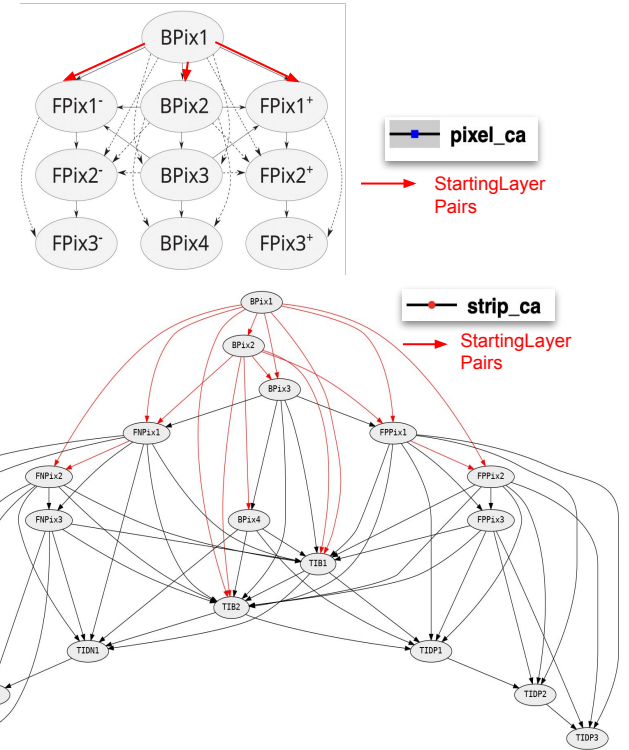 BPix1
FPix1⁻ BPix2 FPix1⁺
pixel_ca
FPix2⁻ BPix3 FPix2⁺
StartingLayer
Pairs
FPix3⁻ BPix4 FPix3⁺
BPix1
strip_ca
BPix2
StartingLayer
Pairs
BPix3
FNPix1 FPPix1
FNPix2 FPPix2
FNPix3 BPix4 FPPix3
TIB1
TIB2
TIDN1 TIDP1
TIDP2
TIDP3